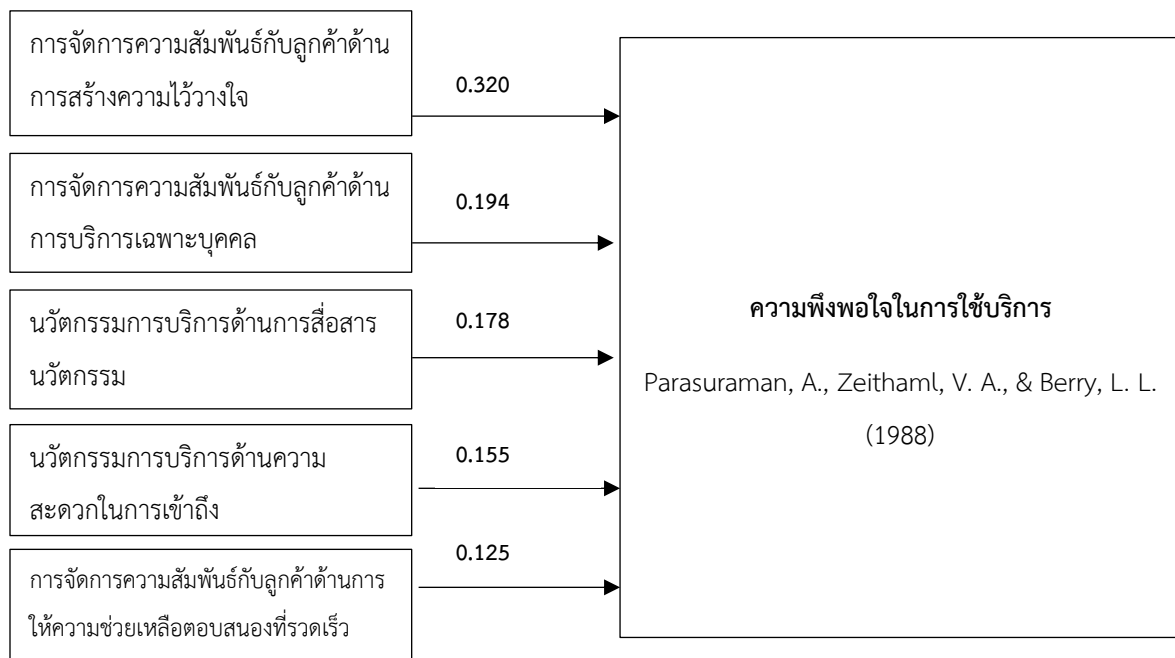 การจัดการความสัมพันธ์กับลูกค้าด้าน
การสร้างความไว้วางใจ
0.320
การจัดการความสัมพันธ์กับลูกค้าด้าน
การบริการเฉพาะบุคคล
0.194
นวัตกรรมการบริการด้านการสื่อสาร
นวัตกรรม
0.178
นวัตกรรมการบริการด้านความ
สะดวกในการเข้าถึง
0.155
การจัดการความสัมพันธ์กับลูกค้าด้านการ
ให้ความช่วยเหลือตอบสนองที่รวดเร็ว
0.125
ความพึงพอใจในการใช้บริการ
Parasuraman, A., Zeithaml, V. A., & Berry, L. L.
(1988)